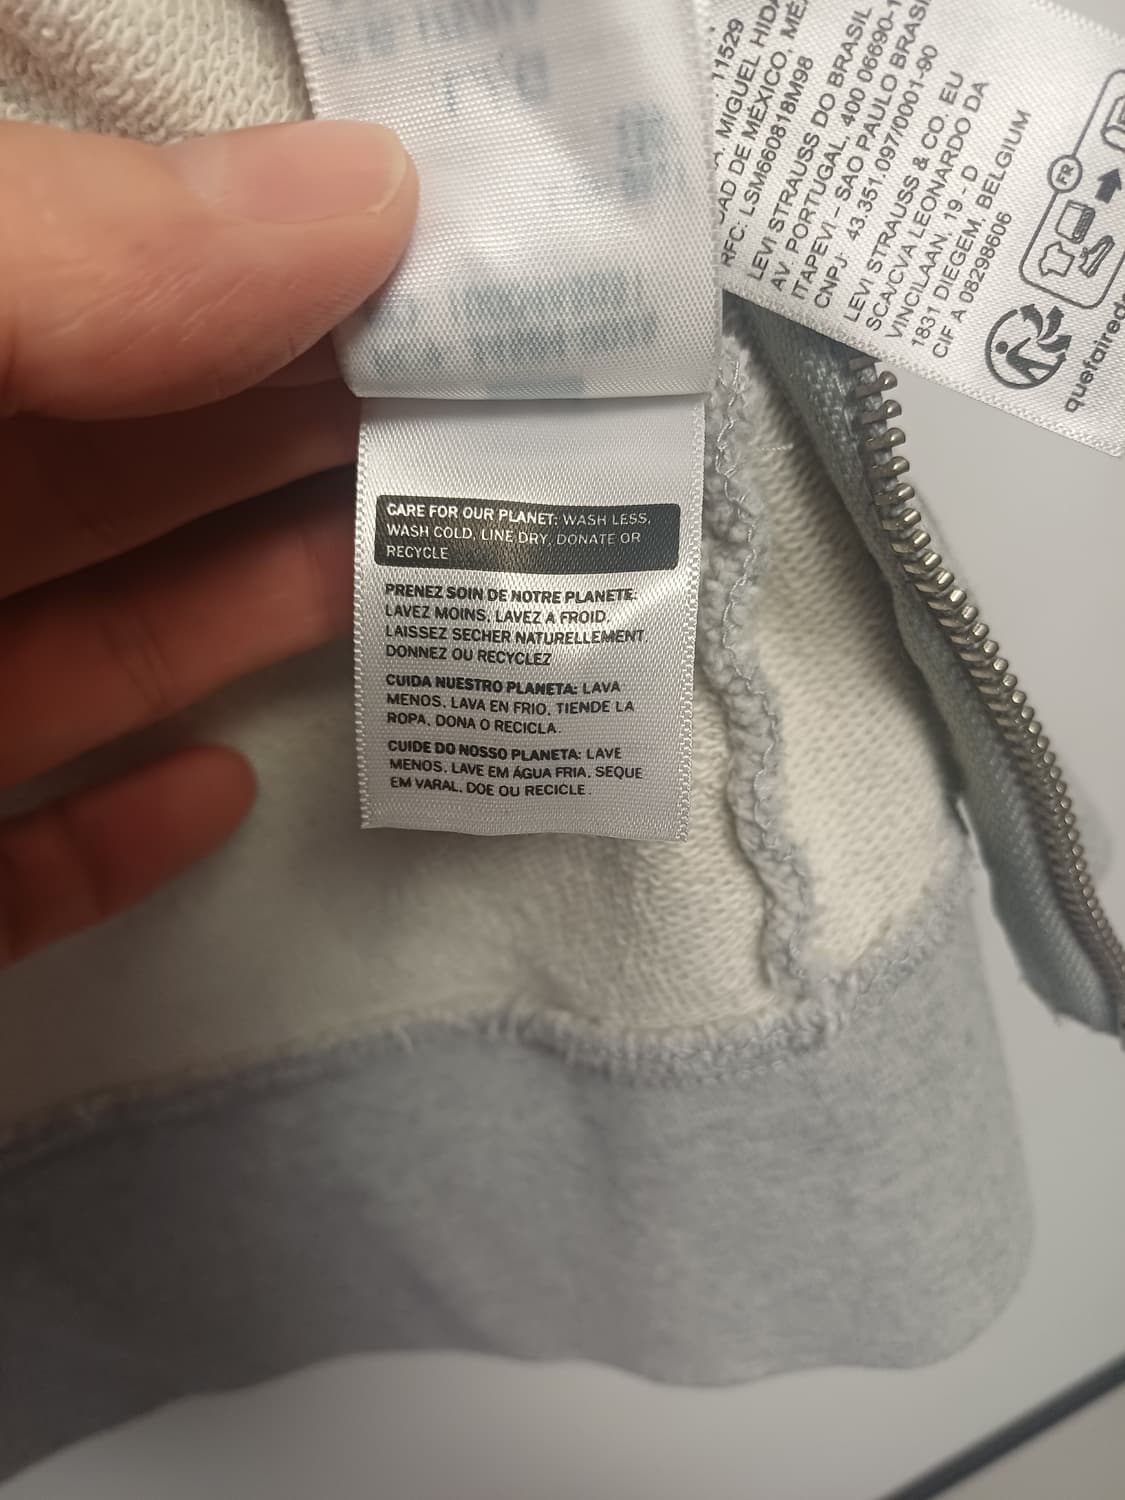 CARE FOR OUR PLANET: WASH LESS,
WASH COLD, LINE DRY, DONATE OR
RECYCLE
PRENEZ SOIN DE NOTRE PLANETE:
LAVEZ MOINS, LAVEZ A FROID,
LAISSEZ SECHER NATURELLEMENT,
DONNEZ OU RECYCLEZ
CUIDA NUESTRO PLANETA: LAVA
MENOS, LAVA EN FRIO, TIENDE LA
ROPA, DONA O RECICLA.
CUIDE DO NOSSO PLANETA: LAVE
MENOS, LAVE EM ÁGUA FRIA, SEQUE
EM VARAL, DOE OU RECICLE.
11529
MIGUEL
DE MÉXICO,
RFC: LSM660818M98
LEVI STRAUSS DO BRASIL
AV. PORTUGAL, 400 06690-1
ITAPEVI – SAO PAULO BRASI
CNPJ: 43.351.097/0001-90
LEVI STRAUSS & CO. EU
SCA/CVA LEONARDO DA
VINCILAAN, 19 - D
1831 DIEGEM, BELGIUM
CIF A 08298606
FR
quefairede